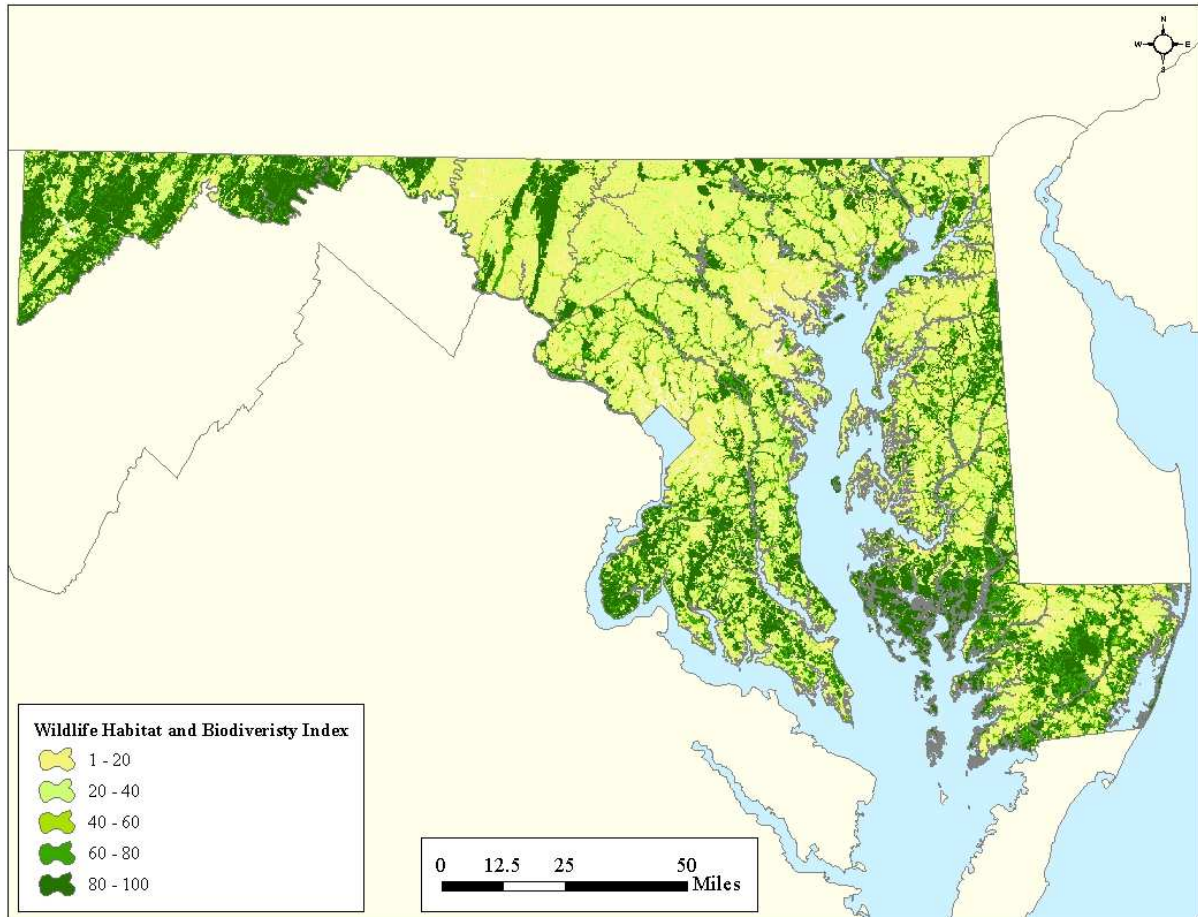 N
W E
S
Wildlife Habitat and Biodiveristy Index
1 - 20
20 - 40
40 - 60
60 - 80
80 - 100
0 12.5 25 50
Miles